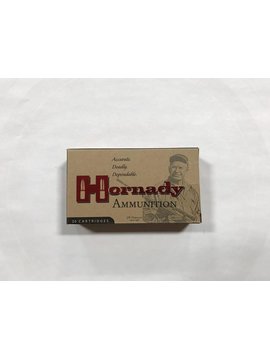 Accurate.
Deadly.
Dependable.
Hornady
AMMUNITION
20 CARTRIDGES